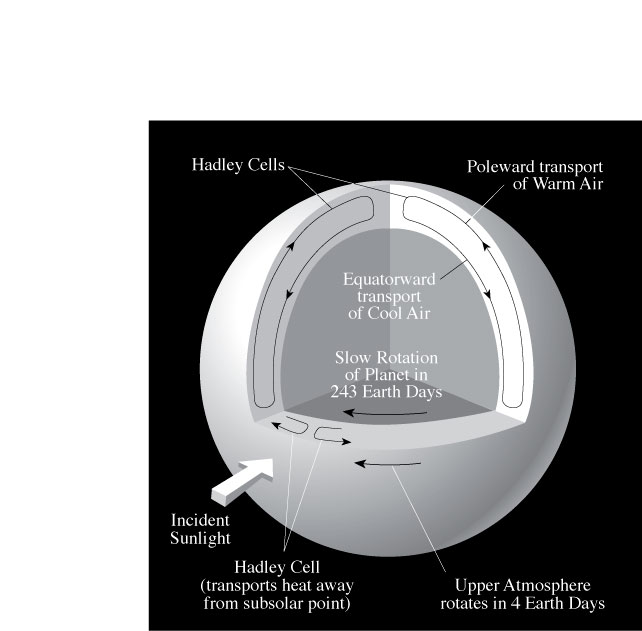 Hadley Cells
Poleward transport
of Warm Air
Equatorward
transport
of Cool Air
Slow Rotation
of Planet in
243 Earth Days
Incident
Sunlight
Hadley Cell
(transports heat away
from subsolar point)
Upper Atmosphere
rotates in 4 Earth Days